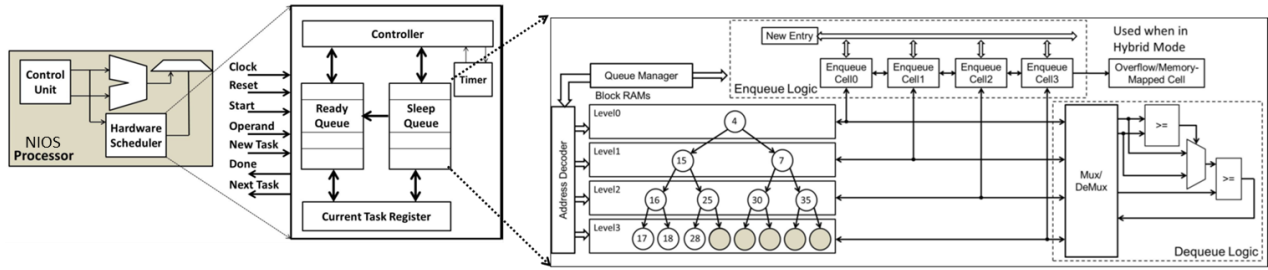 Control
Unit
NIOS
Processor
Hardware
Scheduler
Clock
Reset
Start
Operand
New Task
Done
Next Task
Controller
Timer
Ready
Queue
Sleep
Queue
Current Task Register
New Entry
Enqueue
Cell0
Enqueue
Cell1
Enqueue
Cell2
Enqueue
Cell3
Enqueue Logic
Used when in
Hybrid Mode
Overflow/Memory-
Mapped Cell
Queue Manager
Block RAMs
Address Decoder
Level0
4
Level1
15
7
Level2
16
25
30
35
Level3
17
18
28
Mux/
DeMux
>=
>=
Dequeue Logic